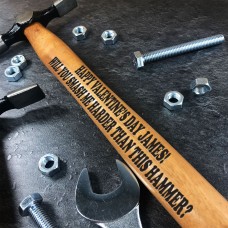 HAPPY VALENTINE'S DAY JAMES!
WILL YOU SMASH ME HARDER THAN THIS HAMMER?